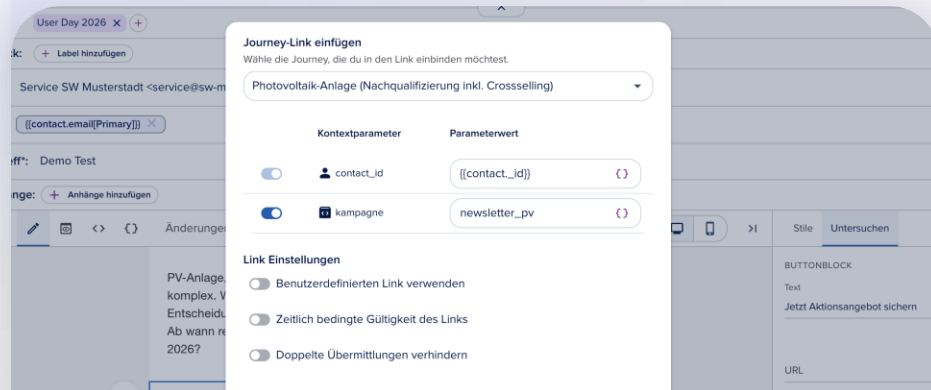 User Day 2026
k:
Label hinzufügen
Service SW Musterstadt <service@sw-m
{{contact.email[Primary]}}
eff*: Demo Test
nge:
Anhänge hinzufügen
Änderunge
PV-Anlage,
komplex. W
Entscheidu
Ab wann re
2026?
Journey-Link einfügen
Wähle die Journey, die du in den Link einbinden möchtest.
Photovoltaik-Anlage (Nachqualifizierung inkl. Crossselling)
Kontextparameter Parameterwert
contact_id {{contact._id}} {}
kampagne newsletter_pv {}
Link Einstellungen
Benutzerdefinierten Link verwenden
Zeitlich bedingte Gültigkeit des Links
Doppelte Übermittlungen verhindern
Stile Untersuchen
BUTTONBLOCK
Text
Jetzt Aktionsangebot sichern
URL